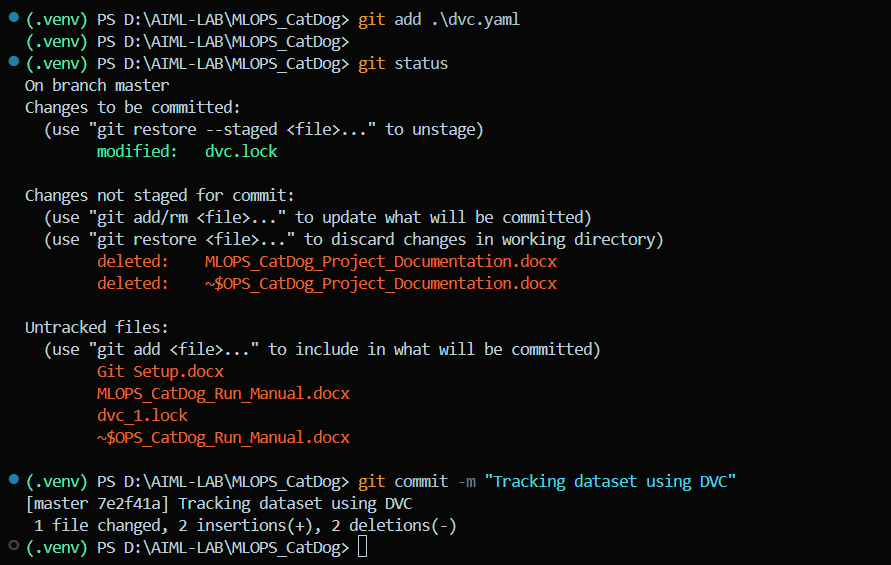 (.venv) PS D:\AIML-LAB\MLOPS_CatDog> git add .\dvc.yaml
(.venv) PS D:\AIML-LAB\MLOPS_CatDog>
(.venv) PS D:\AIML-LAB\MLOPS_CatDog> git status
On branch master
Changes to be committed:
  (use "git restore --staged <file>..." to unstage)
        modified:   dvc.lock

Changes not staged for commit:
  (use "git add/rm <file>..." to update what will be committed)
  (use "git restore <file>..." to discard changes in working directory)
        deleted:    MLOPS_CatDog_Project_Documentation.docx
        deleted:    ~$OPS_CatDog_Project_Documentation.docx

Untracked files:
  (use "git add <file>..." to include in what will be committed)
        Git Setup.docx
        MLOPS_CatDog_Run_Manual.docx
        dvc_1.lock
        ~$OPS_CatDog_Run_Manual.docx

(.venv) PS D:\AIML-LAB\MLOPS_CatDog> git commit -m "Tracking dataset using DVC"
[master 7e2f41a] Tracking dataset using DVC
 1 file changed, 2 insertions(+), 2 deletions(-)
(.venv) PS D:\AIML-LAB\MLOPS_CatDog>